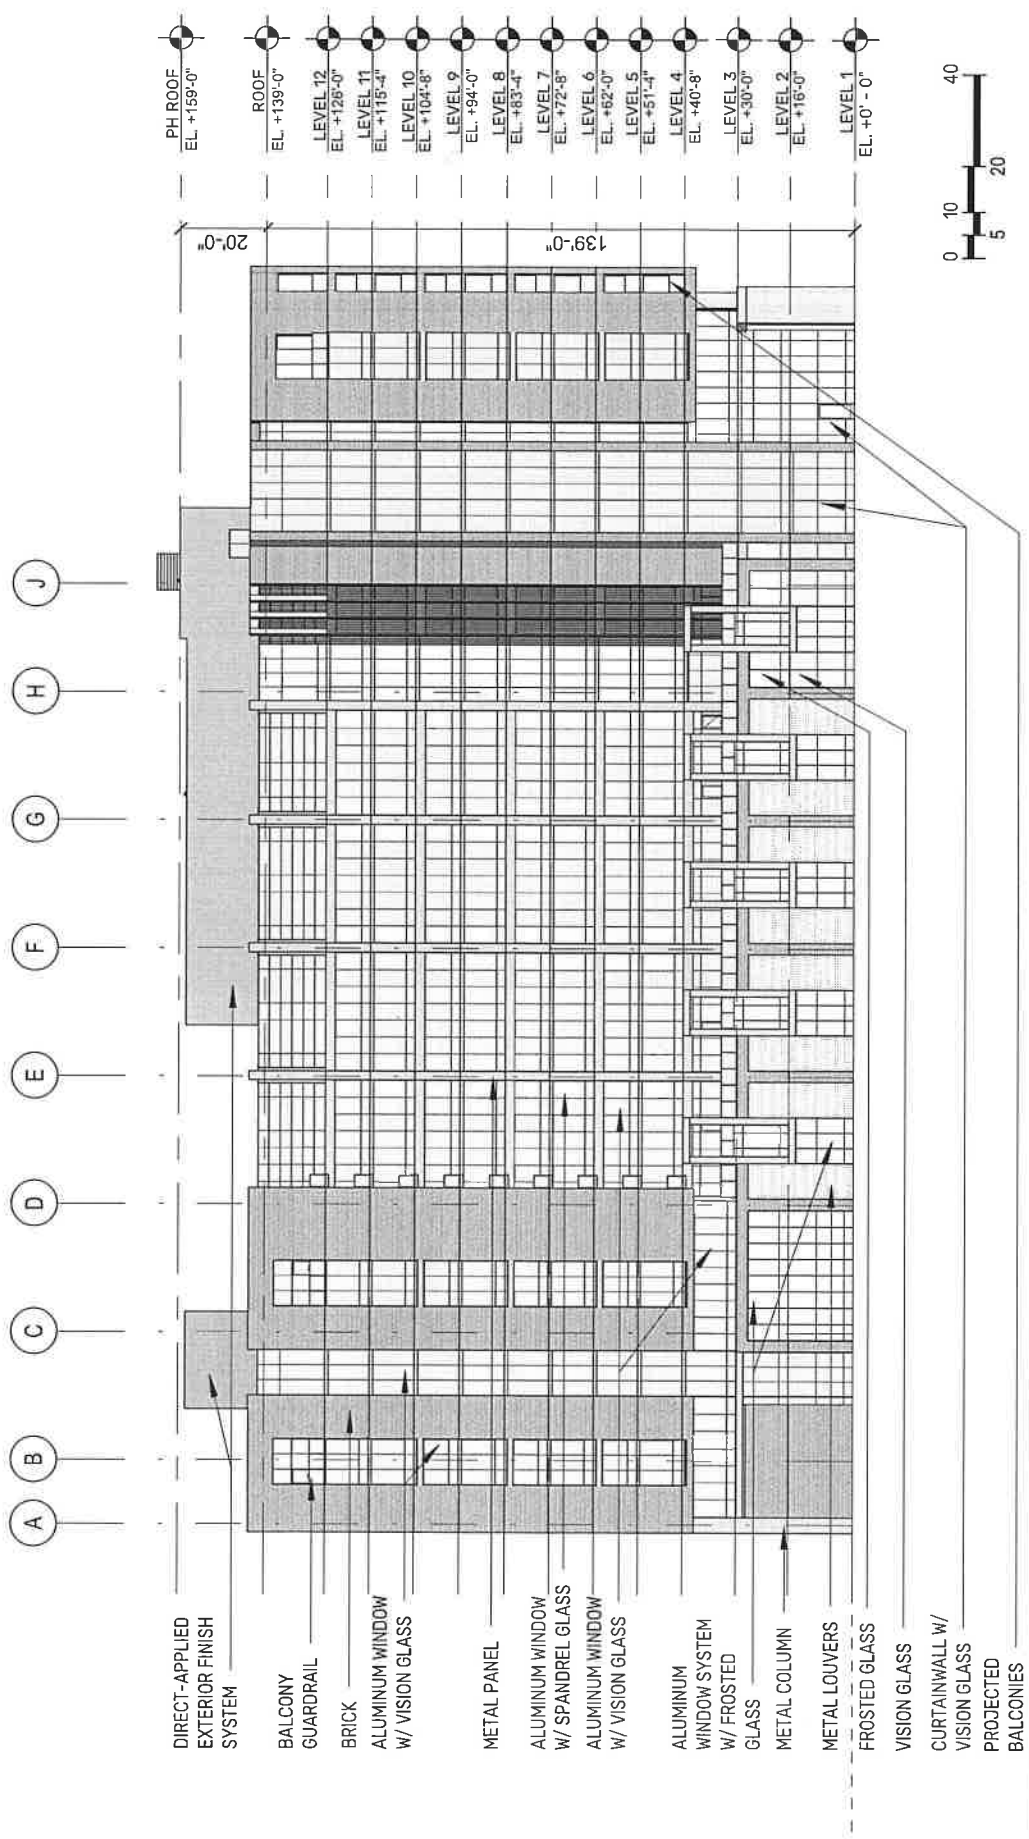 PH ROOF
EL. +159'-0"
ROOF
EL. +139'-0"
LEVEL 12
EL. +126'-0"
LEVEL 11
EL. +115'-4"
LEVEL 10
EL. +104'-8"
LEVEL 9
EL. +94'-0"
LEVEL 8
EL. +83'-4"
LEVEL 7
EL. +72'-8"
LEVEL 6
EL. +62'-0"
LEVEL 5
EL. +51'-4"
LEVEL 4
EL. +40'-8"
LEVEL 3
EL. +30'-0"
LEVEL 2
EL. +16'-0"
LEVEL 1
EL. +0' - 0"
20'-0"
139'-0"
0 5 10 20 40
A
B
C
D
E
F
G
H
J
DIRECT-APPLIED
EXTERIOR FINISH
SYSTEM
BALCONY
GUARDRAIL
BRICK
ALUMINUM WINDOW
W/ VISION GLASS
METAL PANEL
ALUMINUM WINDOW
W/ SPANDREL GLASS
ALUMINUM WINDOW
W/ VISION GLASS
ALUMINUM
WINDOW SYSTEM
W/ FROSTED
GLASS
METAL COLUMN
METAL LOUVERS
FROSTED GLASS
VISION GLASS
CURTAINWALL W/
VISION GLASS
PROJECTED
BALCONIES